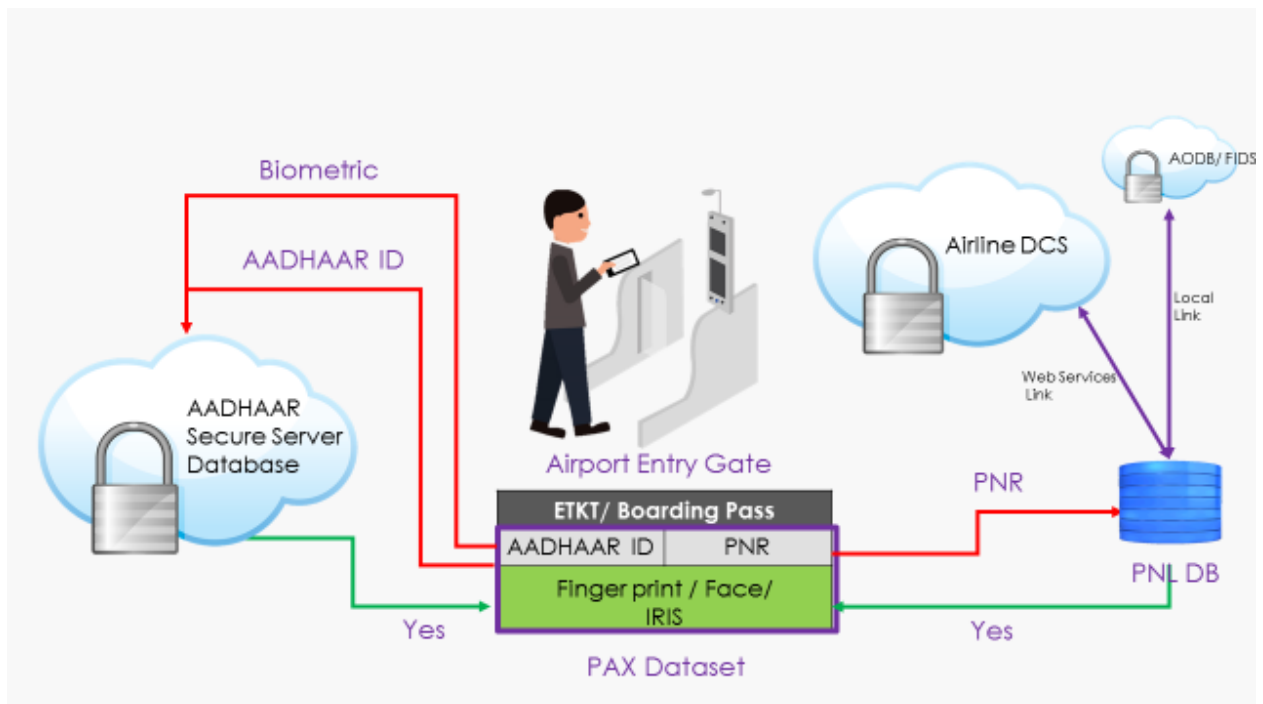 Biometric
AADHAAR ID
AADHAAR
Secure Server
Database
Airport Entry Gate
ETKT/ Boarding Pass
AADHAAR ID
PNR
Finger print / Face/
IRIS
PAX Dataset
Yes
Yes
PNR
PNL DB
Airline DCS
AODB/ FIDS
Local
Link
Web Services
Link